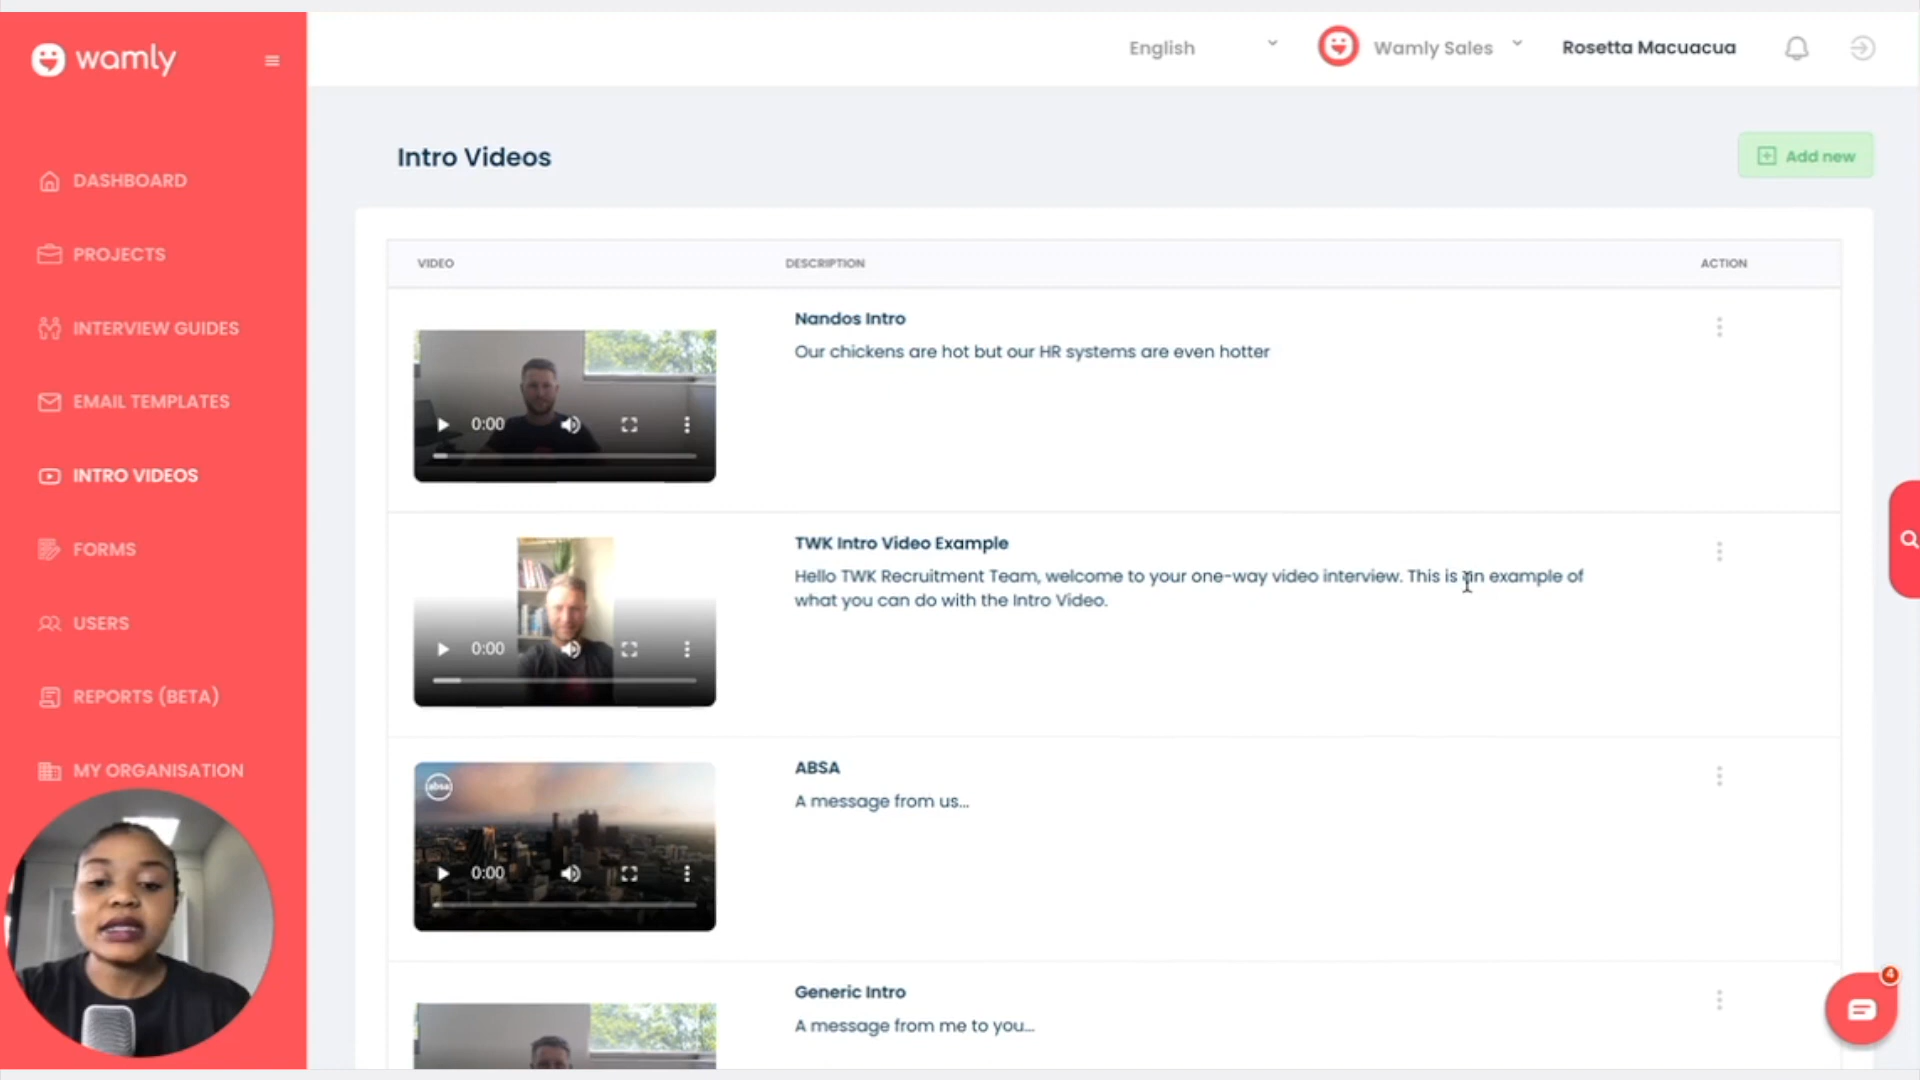 wamly
English
Wamly Sales
Rosetta Macuacua
DASHBOARD
PROJECTS
INTERVIEW GUIDES
EMAIL TEMPLATES
INTRO VIDEOS
FORMS
USERS
REPORTS (BETA)
MY ORGANISATION
Intro Videos
Add new
VIDEO DESCRIPTION ACTION
0:00
Nandos Intro
Our chickens are hot but our HR systems are even hotter
0:00
TWK Intro Video Example
Hello TWK Recruitment Team, welcome to your one-way video interview. This is an example of
what you can do with the Intro Video.
absa
0:00
ABSA
A message from us...
Generic Intro
A message from me to you...
4